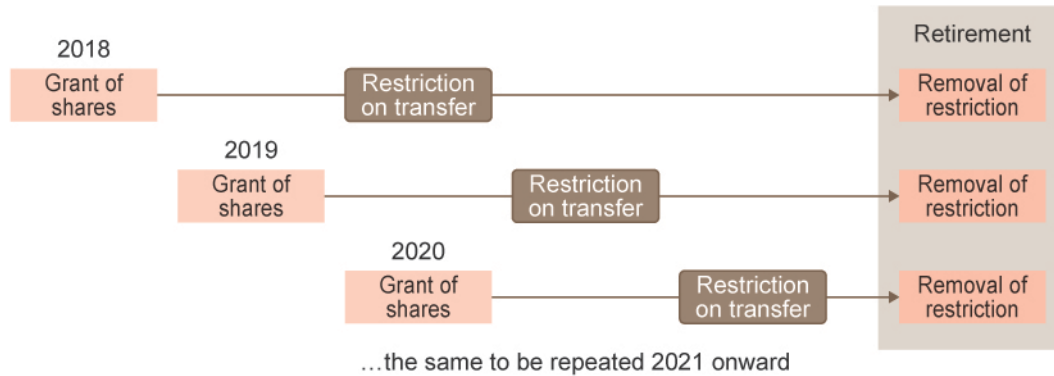 Retirement
2018
Grant of
shares
Restriction
on transfer
Removal of
restriction
2019
Grant of
shares
Restriction
on transfer
Removal of
restriction
2020
Grant of
shares
Restriction
on transfer
Removal of
restriction
…the same to be repeated 2021 onward